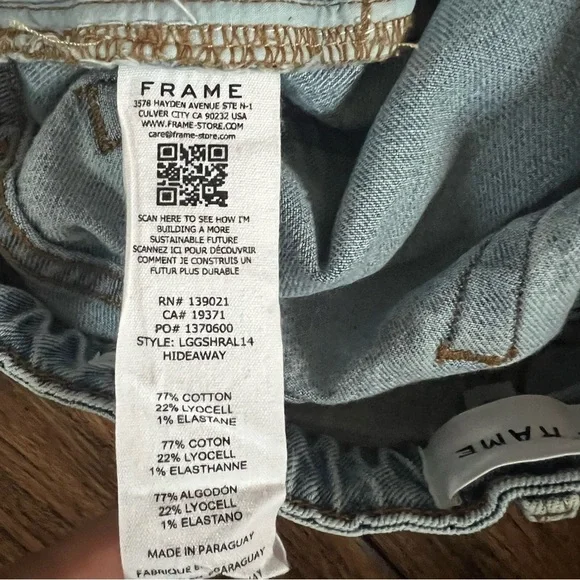 FRAME
3578 HAYDEN AVENUE STE N-1
CULVER CITY CA 90232 USA
WWW.FRAME-STORE.COM
care@frame-store.com
SCAN HERE TO SEE HOW I'M
BUILDING A MORE
SUSTAINABLE FUTURE
SCANNEZ ICI POUR DÉCOUVRIR
COMMENT JE CONSTRUIS UN
FUTUR PLUS DURABLE
RN# 139021
CA# 19371
PO# 1370600
STYLE: LGGSHRAL14
HIDEAWAY
77% COTTON
22% LYOCELL
1% ELASTANE
77% COTON
22% LYOCELL
1% ELASTHANNE
77% ALGODÓN
22% LYOCELL
1% ELASTANO
MADE IN PARAGUAY
PARAGUAY
FRAME